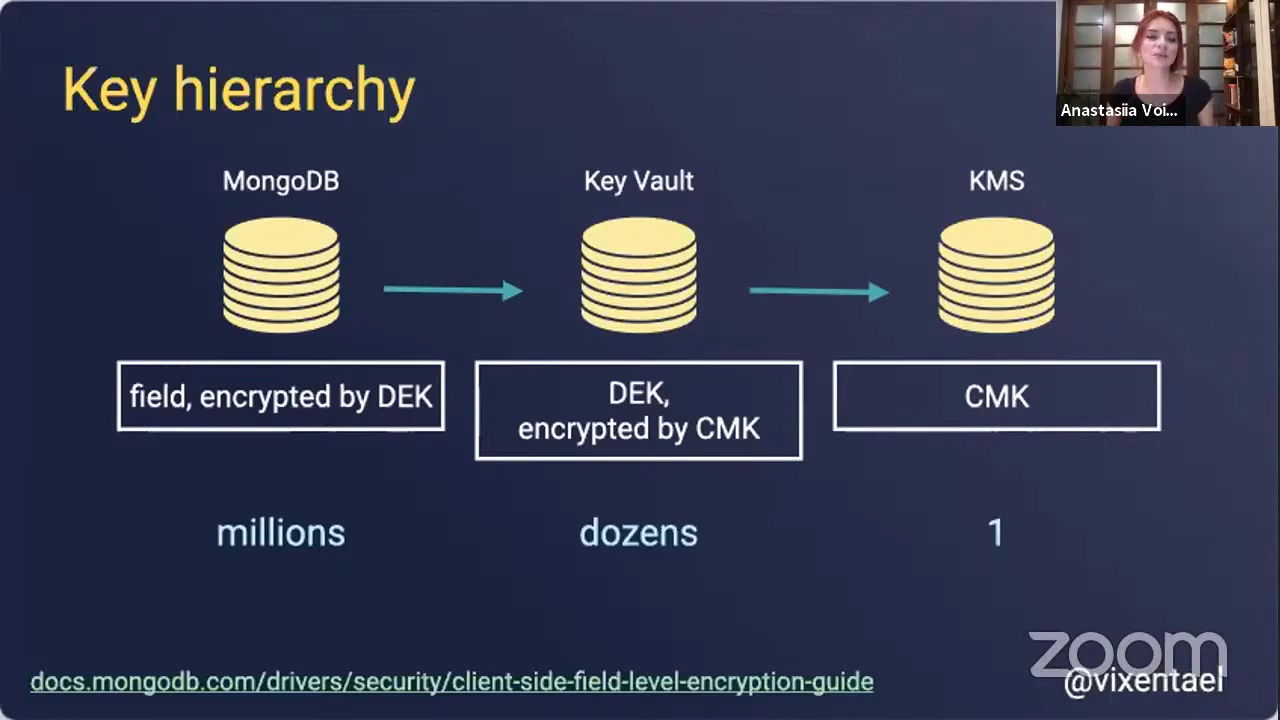 Key hierarchy
Anastasiia Voi...
MongoDB
Key Vault
KMS
field, encrypted by DEK
DEK,
encrypted by CMK
CMK
millions
dozens
1
zoom
docs.mongodb.com/drivers/security/client-side-field-level-encryption-guide
@vixentael